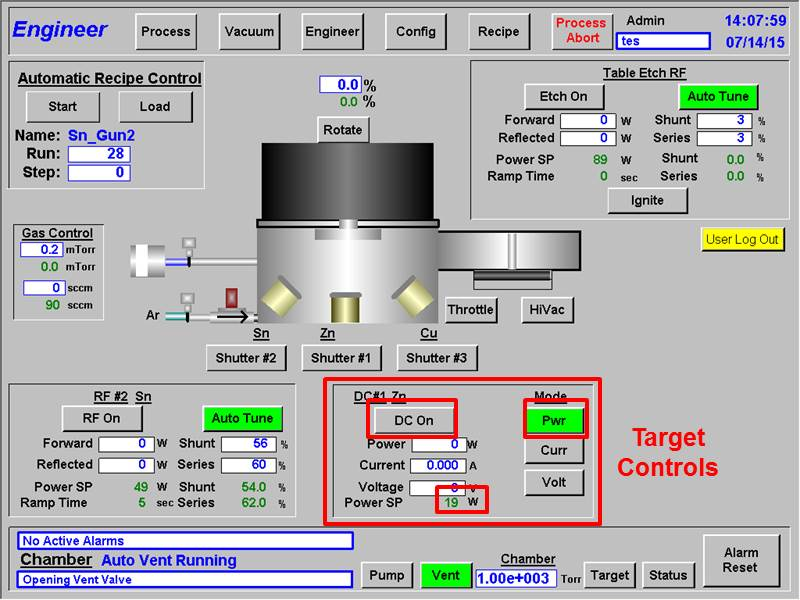 Engineer
Process
Vacuum
Engineer
Config
Recipe
Process
Abort
Admin
tes
14:07:59
07/14/15
Automatic Recipe Control
Start Load
Name: Sn_Gun2
Run: 28
Step: 0
0.0 %
0.0 %
Rotate
Table Etch RF
Etch On Auto Tune
Forward 0 W Shunt 3 %
Reflected 0 W Series 3 %
Power SP 89 W Shunt 0.0 %
Ramp Time 0 sec Series 0.0 %
Ignite
Gas Control
0.2 mTorr
0.0 mTorr
0 sccm
90 sccm
User Log Out
Ar
Throttle HiVac
Sn Zn Cu
Shutter #2 Shutter #1 Shutter #3
RF #2 Sn
RF On Auto Tune
Forward 0 W Shunt 56 %
Reflected 0 W Series 60 %
Power SP 49 W Shunt 54.0 %
Ramp Time 5 sec Series 62.0 %
DC#1 Zn Mode
DC On Pwr
Power 0 W
Curr
Current 0.000 A
Voltage 0 V
Volt
Power SP 19 W
Target
Controls
No Active Alarms
Chamber Auto Vent Running
Opening Vent Valve
Pump Vent
Chamber
1.00e+003 Torr
Target Status
Alarm
Reset